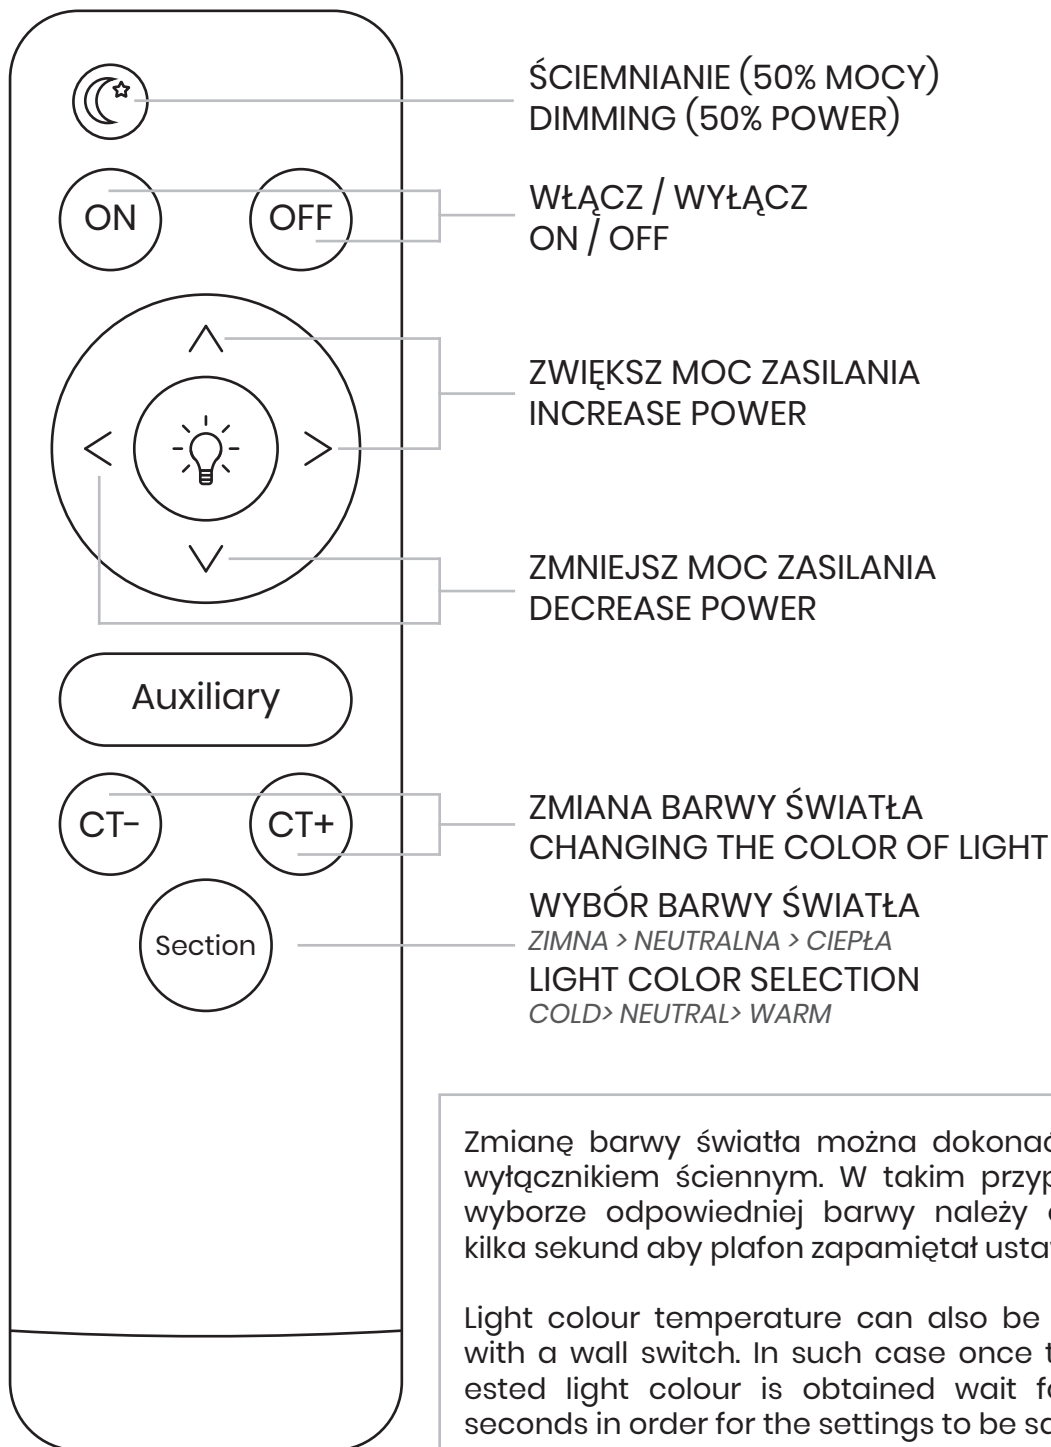 ŚCIEMNIANIE (50% MOCY)
DIMMING (50% POWER)
ON
OFF
WŁĄCZ / WYŁĄCZ
ON / OFF
ZWIĘKSZ MOC ZASILANIA
INCREASE POWER
ZMNIEJSZ MOC ZASILANIA
DECREASE POWER
Auxiliary
CT-
CT+
ZMIANA BARWY ŚWIATŁA
CHANGING THE COLOR OF LIGHT
Section
WYBÓR BARWY ŚWIATŁA
ZIMNA > NEUTRALNA > CIEPŁA
LIGHT COLOR SELECTION
COLD> NEUTRAL> WARM
Zmianę barwy światła można dokonać
wyłącznikiem ściennym. W takim
wyborze odpowiedniej barwy należy
kilka sekund aby plafon zapamiętał
Light colour temperature can also be
with a wall switch. In such case once
ested light colour is obtained wait
seconds in order for the settings to be